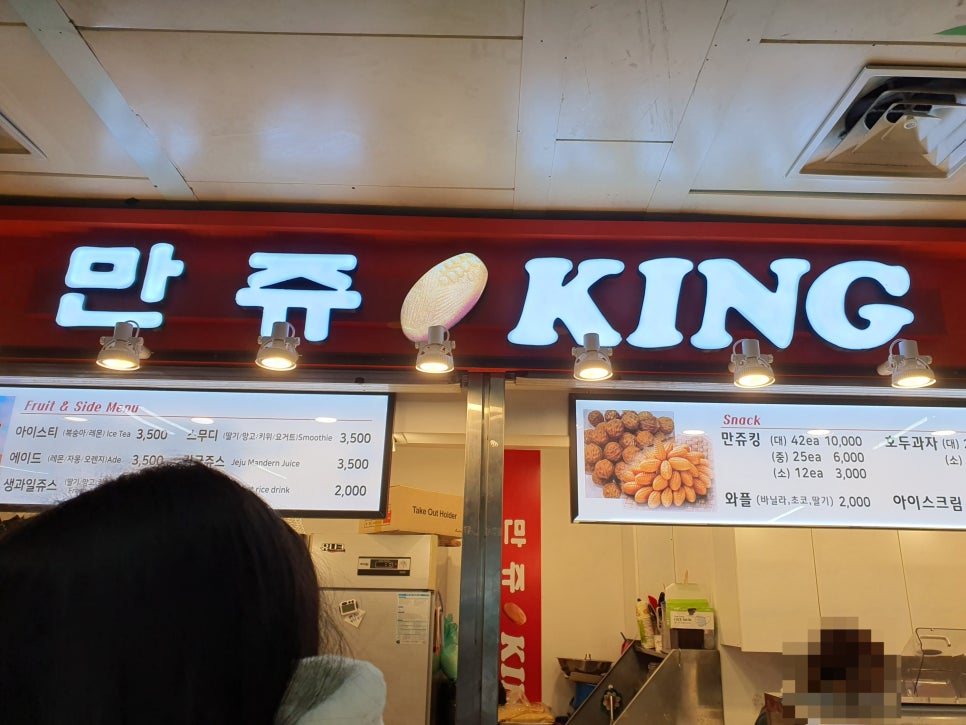 만쥬 KING
Fruit & Side Menu
아이스티 (복숭아/레몬) Ice Tea 3,500
스무디 (딸기/망고/키위/요거트)Smoothie 3,500
에이드 (레몬/자몽/오렌지)Ade 3,500
Jeju Mandern Juice 3,500
생과일쥬스
rice drink 2,000
Snack
만쥬킹 (대) 42ea 10,000
(중) 25ea 6,000
(소) 12ea 3,000
호두과자 (대)
(소)
와플 (바닐라,초코,딸기) 2,000
아이스크림
Take Out Holder
만쥬 KIN